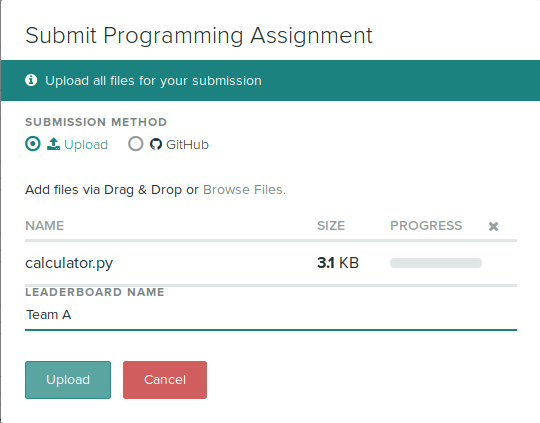 Submit Programming Assignment
Upload all files for your submission
SUBMISSION METHOD
Upload GitHub
Add files via Drag & Drop or Browse Files.
NAME SIZE PROGRESS
calculator.py 3.1 KB
LEADERBOARD NAME
Team A
Upload Cancel